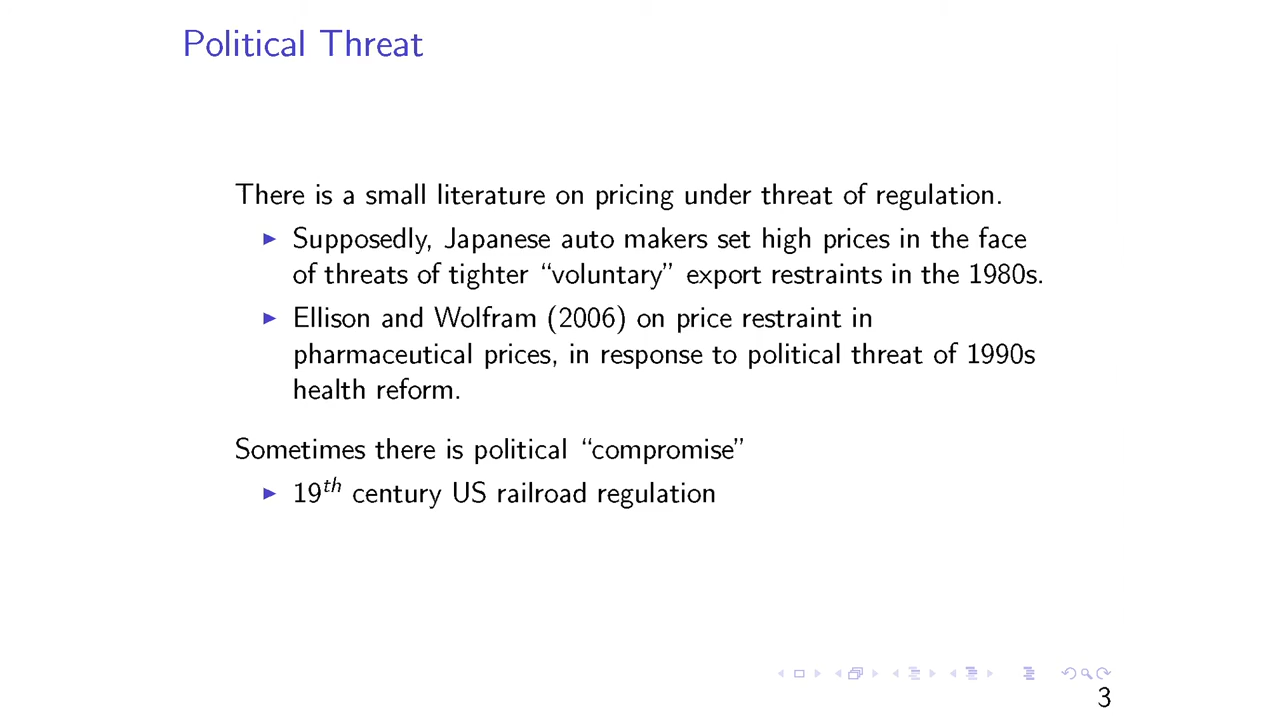 Political Threat
There is a small literature on pricing under threat of regulation.
Supposedly, Japanese auto makers set high prices in the face
of threats of tighter “voluntary” export restraints in the 1980s.
Ellison and Wolfram (2006) on price restraint in
pharmaceutical prices, in response to political threat of 1990s
health reform.
Sometimes there is political “compromise”
19th century US railroad regulation
3